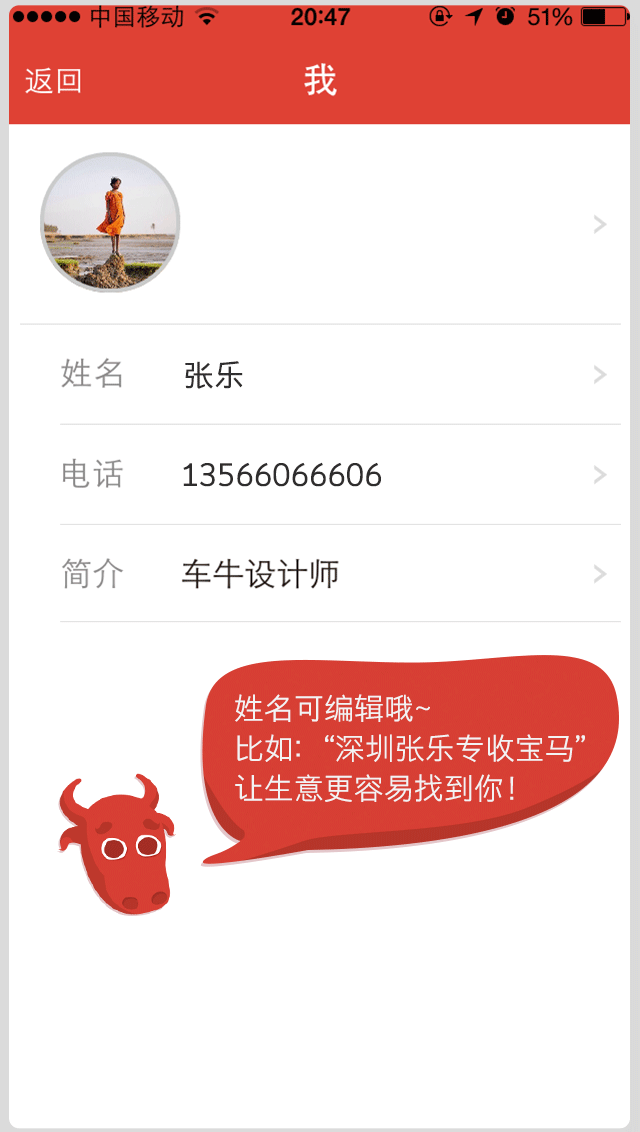 中国移动 20:47 51%
返回 我
姓名 张乐
电话 13566066606
简介 车牛设计师
姓名可编辑哦~
比如：“深圳张乐专收宝马”
让生意更容易找到你！